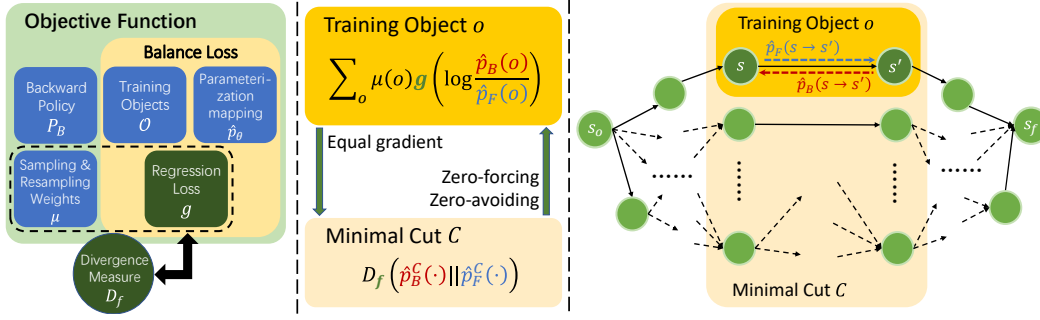 Objective Function
Balance Loss
Backward
Policy
P_B
Training
Objects
𝒪
Parameteri-
zation
mapping
p̂_θ
Sampling &
Resampling
Weights
μ
Regression
Loss
g
Divergence
Measure
D_f
Training Object o
∑_o μ(o) g (log p̂_B(o) / p̂_F(o))
Equal gradient
Zero-forcing
Zero-avoiding
Minimal Cut C
D_f (p̂_B^C(·)||p̂_F^C(·))
Training Object o
p̂_F(s → s′)
s
s′
p̂_B(s → s′)
s_o
s_f
Minimal Cut C